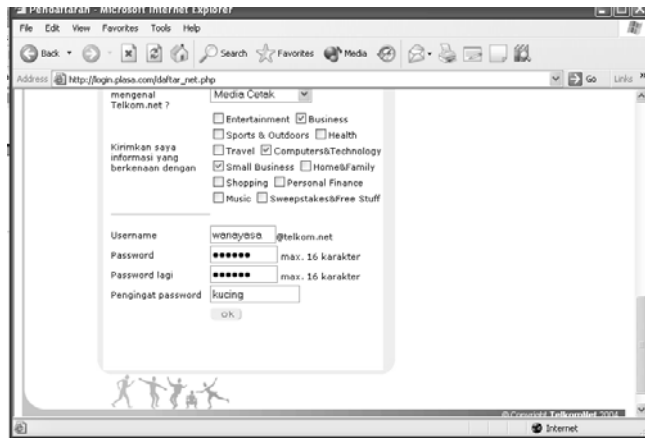 Pendaftaran - Microsoft Internet Explorer
File Edit View Favorites Tools Help
Back Search Favorites Media
Address http://login.plasa.com/daftar_net.php Go Links
mengenal
Telkom.net ? Media Cetak
Entertainment Business
Sports & Outdoors Health
Kirimkan saya
informasi yang
berkenaan dengan
Travel Computers&Technology
Small Business Home&Family
Shopping Personal Finance
Music Sweepstakes&Free Stuff
Username wanayasa @telkom.net
Password •••••• max. 16 karakter
Password lagi •••••• max. 16 karakter
Pengingat password kucing
ok
© Copyright TelkomNet 2004
Internet